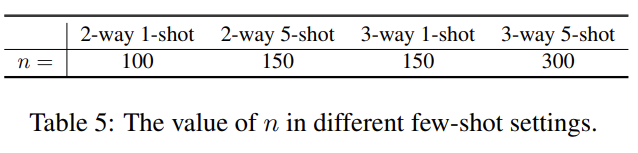 2-way 1-shot 2-way 5-shot 3-way 1-shot 3-way 5-shot
n = 100 150 150 300
Table 5: The value of n in different few-shot settings.